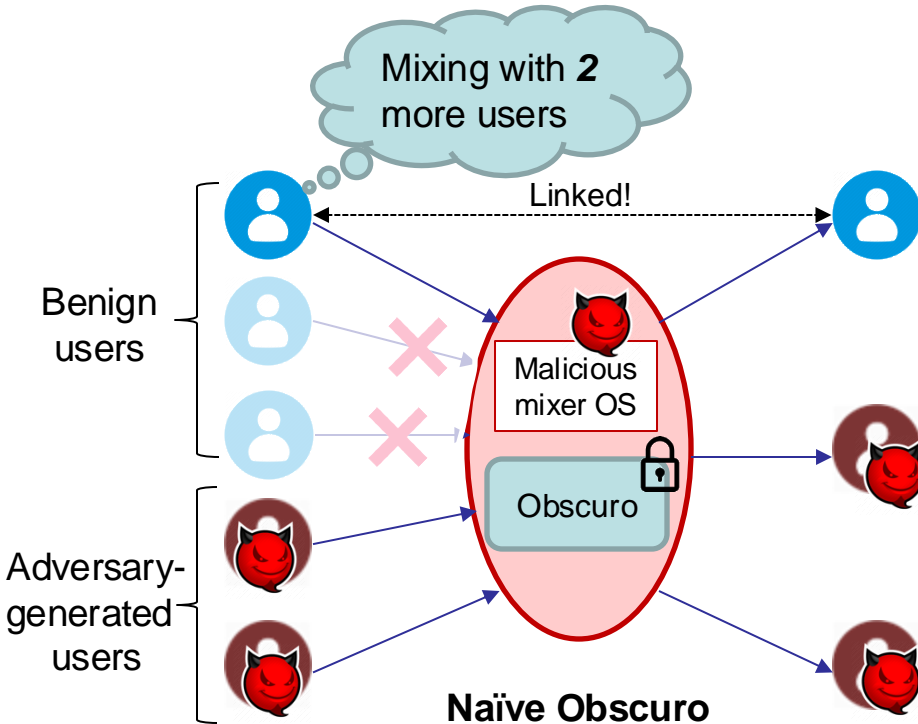 Mixing with 2
more users
Linked!
Benign
users
Malicious
mixer OS
Obscuro
Adversary-
generated
users
Naïve Obscuro